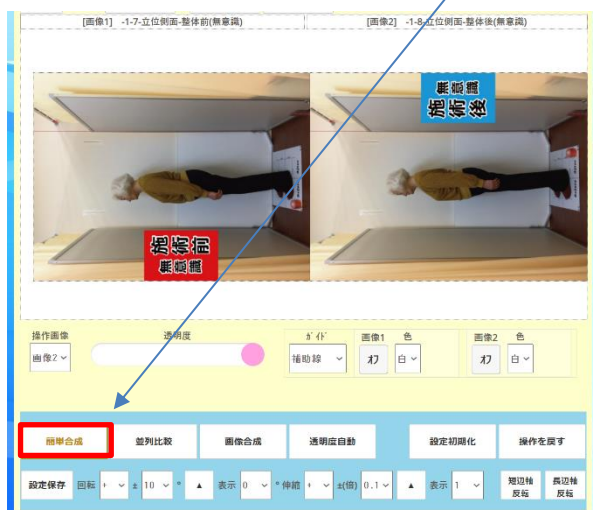 [画像1] -1-7-立位側面-整体前(無意識)
[画像2] -1-8-立位側面-整体後(無意識)
無意識
施術後
施術前
無意識
操作画像 透明度 ガイド 画像1 色 画像2 色
画像2 補助線 オフ 白 オフ 白
簡単合成 並列比較 画像合成 透明度自動 設定初期化 操作を戻す
設定保存 回転 + ± 10 ° ▲ 表示 0 ° 伸縮 + ±(倍) 0.1 ▲ 表示 1 短辺軸反転 長辺軸反転